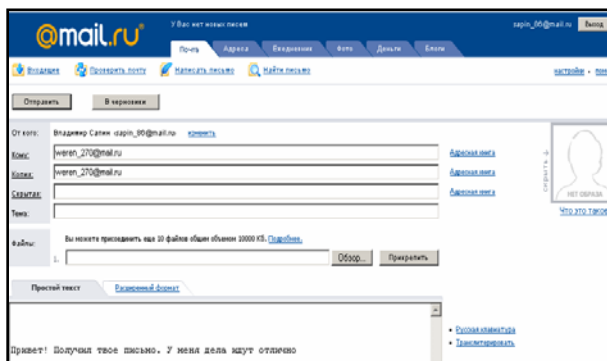 @mail.ru®
У Вас нет новых писем
sapin_86@mail.ru Выход
Почта Адреса Ежедневник Фото Деньги Блоги
Входящие Проверить почту Написать письмо Найти письмо настройки - пом
Отправить В черновики
От кого: Владимир Сапин sapin_86@mail.ru изменить
Кому: weren_270@mail.ru Адресная книга
Копия: weren_270@mail.ru Адресная книга
Скрытая: Адресная книга
Тема:
скрыть
НЕТ ОБРАЗА
Что это такое
Файлы: Вы можете присоединить еще 10 файлов общим объемом 10000 КБ. Подробнее.
1. Обзор... Прикрепить
Простой текст Расширенный формат
Русская клавиатура
Транслитерировать
Привет! Получил твое письмо. У меня дела идут отлично